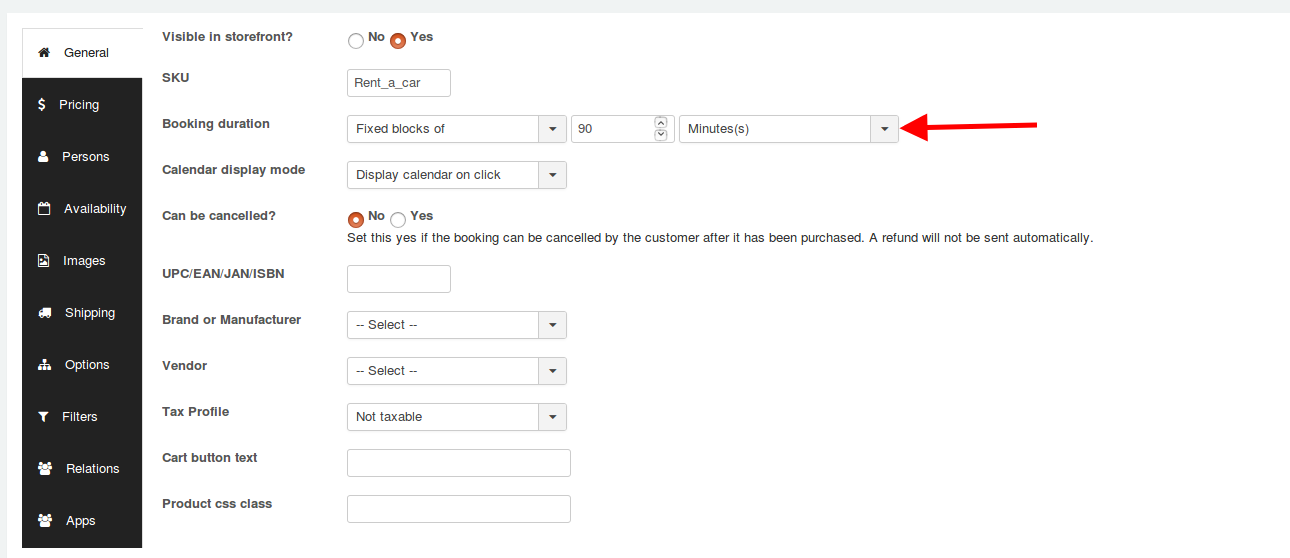 General
Pricing
Persons
Availability
Images
Shipping
Options
Filters
Relations
Apps
Visible in storefront? No Yes
SKU Rent_a_car
Booking duration Fixed blocks of 90 Minutes(s)
Calendar display mode Display calendar on click
Can be cancelled? No Yes
Set this yes if the booking can be cancelled by the customer after it has been purchased. A refund will not be sent automatically.
UPC/EAN/JAN/ISBN
Brand or Manufacturer -- Select --
Vendor -- Select --
Tax Profile Not taxable
Cart button text
Product css class